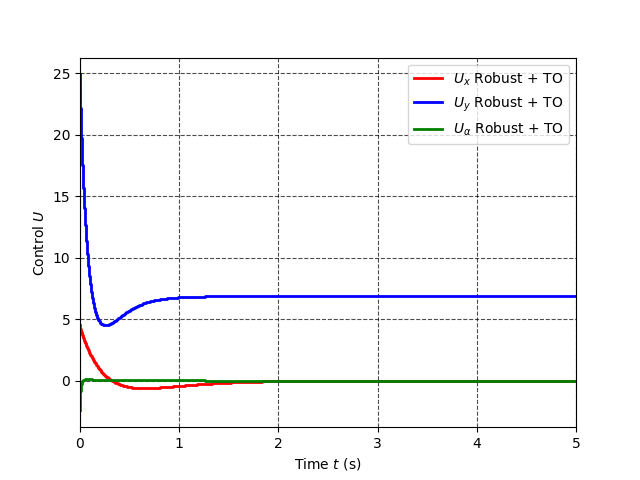 25
20
15
10
5
0
Control U
0 1 2 3 4 5
Time t (s)
Uₓ Robust + TO
U_y Robust + TO
U_α Robust + TO